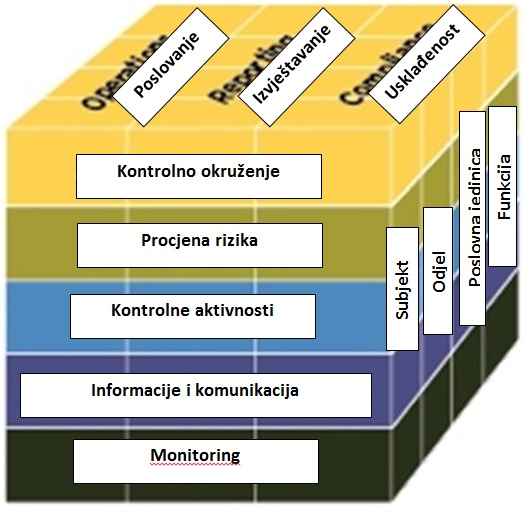 Operations
Poslovanje
Reporting
Izvještavanje
Compliance
Usklađenost
Kontrolno okruženje
Procjena rizika
Kontrolne aktivnosti
Informacije i komunikacija
Monitoring
Subjekt
Odjel
Poslovna jedinica
Funkcija